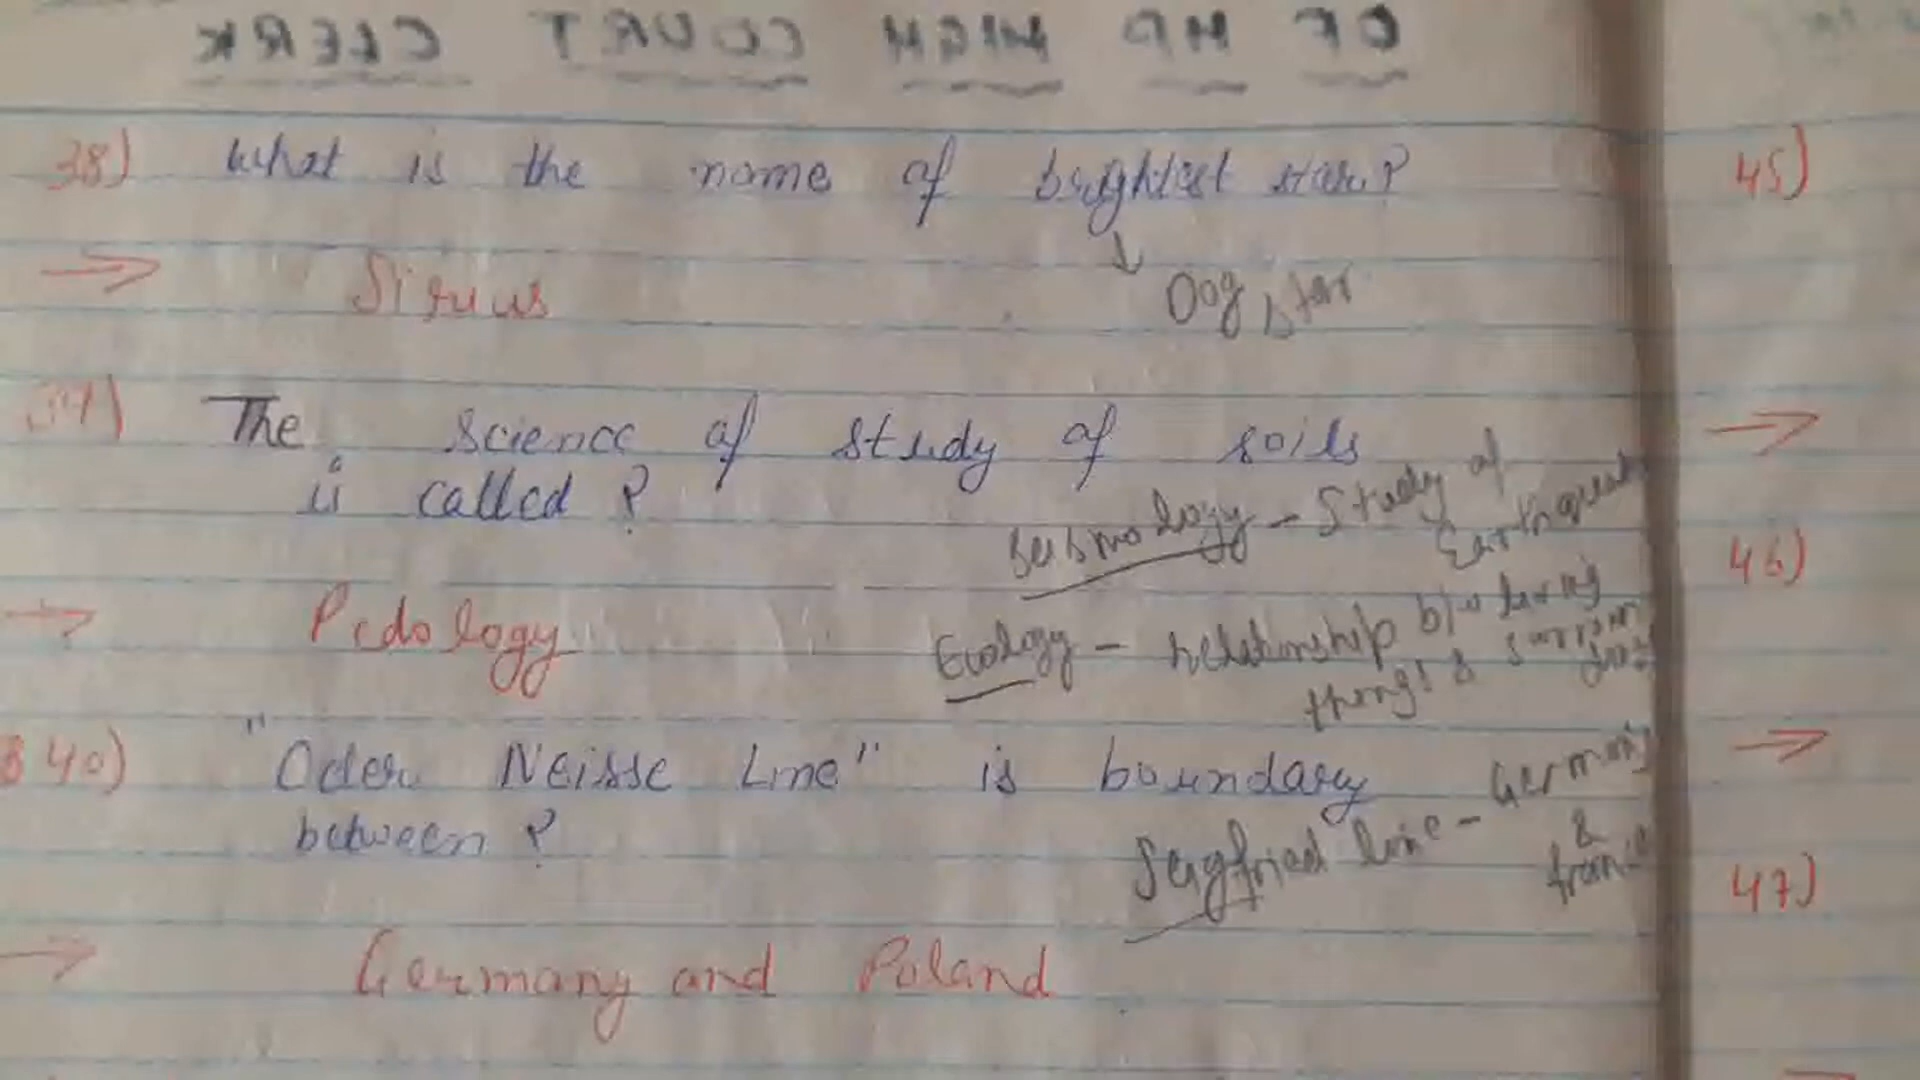 38) What is the name of brightest star?
↓ Dog star
→ Sirius
39) The science of study of soils
is called?
Seismology - Study of
Earthquake
→ Pedology
Ecology - relationship b/w living
things & surrounding
40) "Oder Neisse Line" is boundary
between?
Seigfried line - Germany
& france
→ Germany and Poland
45)
→
46)
→
47)